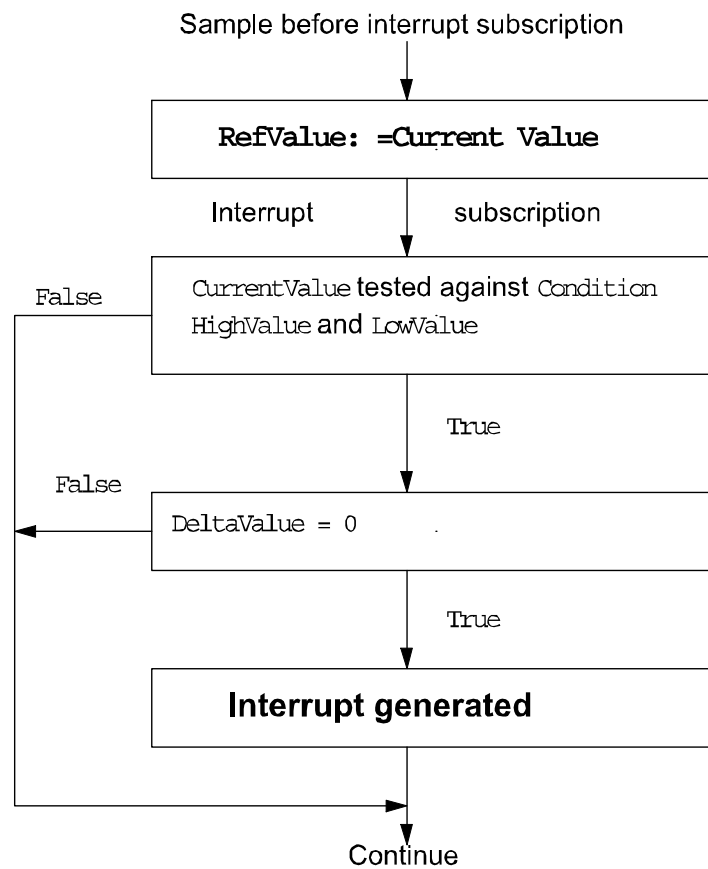 Sample before interrupt subscription
RefValue: =Current Value
Interrupt subscription
False
CurrentValue tested against Condition
HighValue and LowValue
True
False
DeltaValue = 0
True
Interrupt generated
Continue